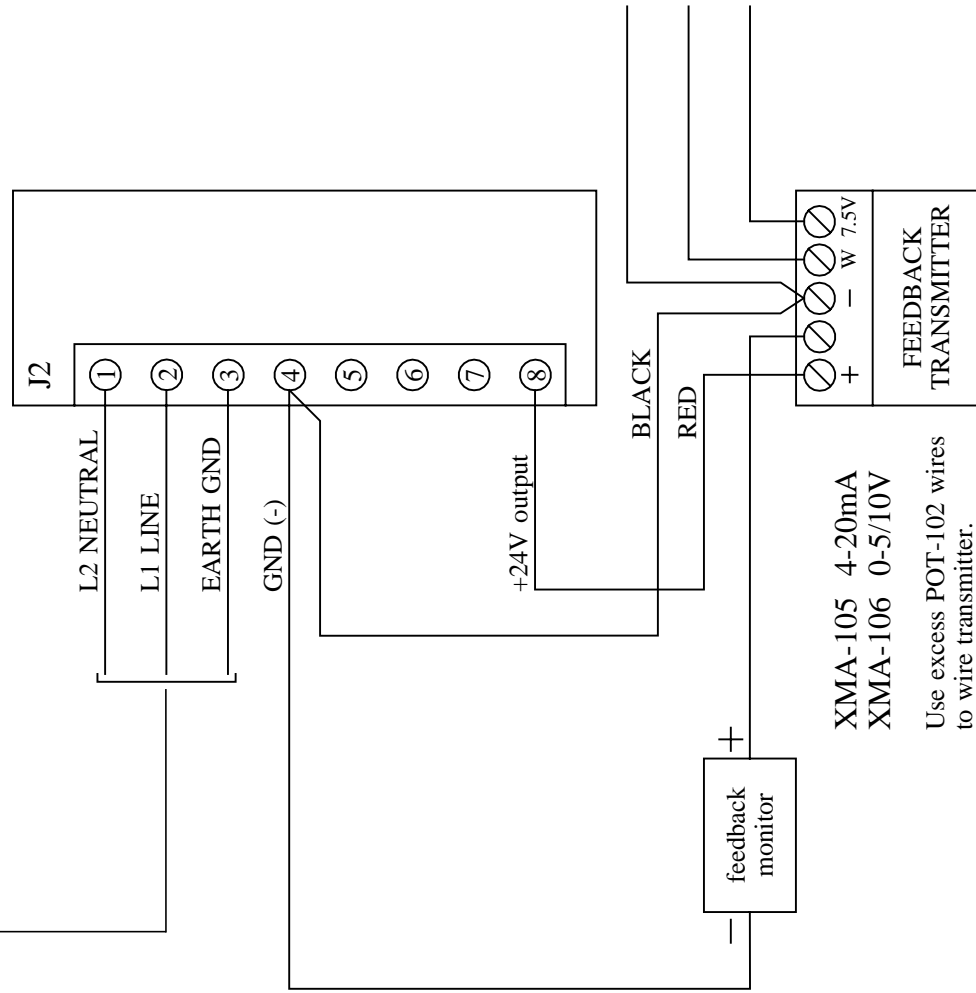 J2
1
2
3
4
5
6
7
8
L2 NEUTRAL
L1 LINE
EARTH GND
GND (-)
+24V output
BLACK
RED
+
−
W
7.5V
FEEDBACK
TRANSMITTER
XMA-105 4-20mA
XMA-106 0-5/10V
Use excess POT-102 wires
to wire transmitter.
+
feedback
monitor
−